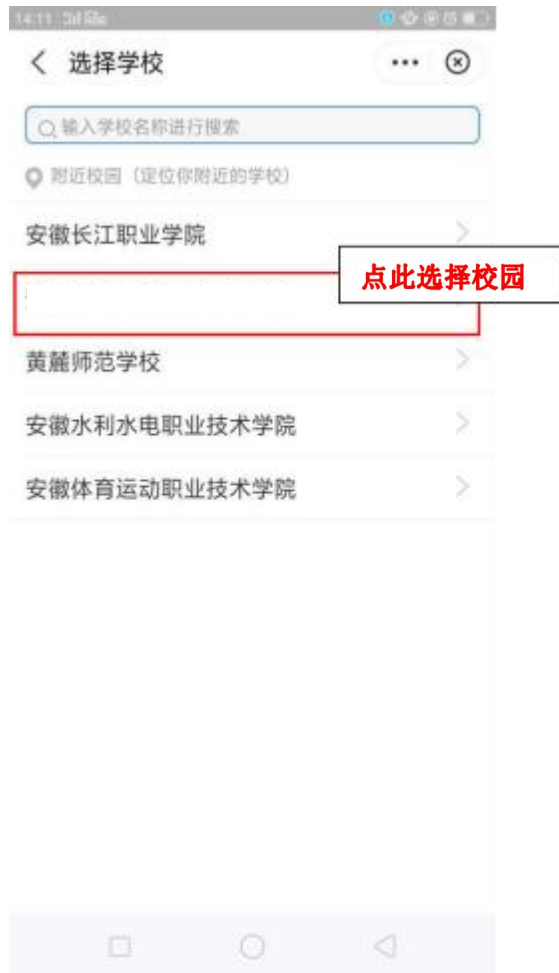 14:11
选择学校
输入学校名称进行搜索
附近校园（定位你附近的学校）
安徽长江职业学院
点此选择校园
黄麓师范学校
安徽水利水电职业技术学院
安徽体育运动职业技术学院